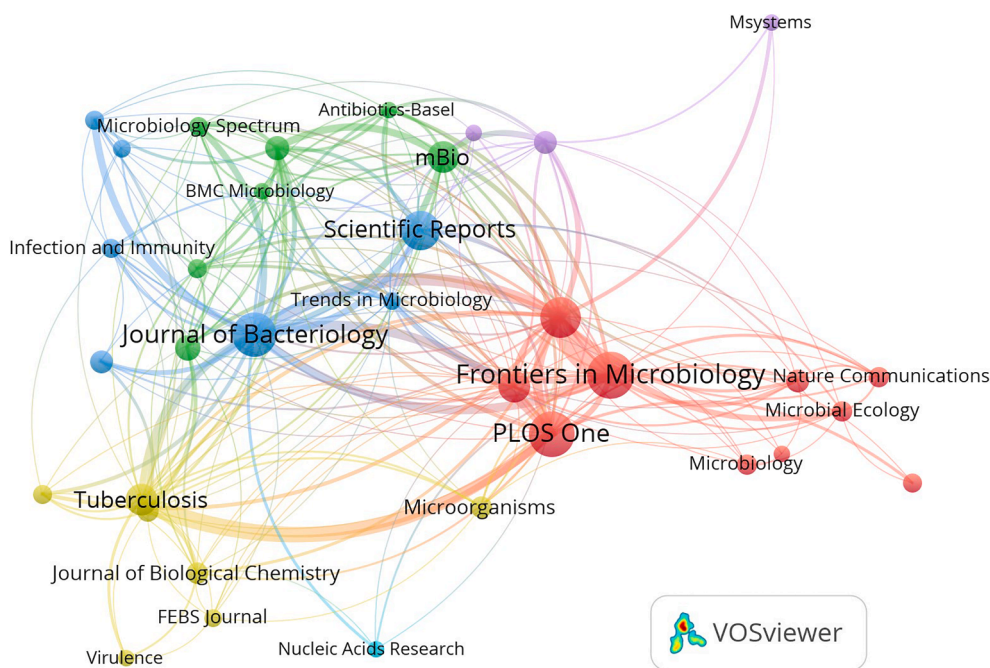 Msystems
Antibiotics-Basel
Microbiology Spectrum
mBio
BMC Microbiology
Scientific Reports
Infection and Immunity
Trends in Microbiology
Journal of Bacteriology
Frontiers in Microbiology
Nature Communications
Microbial Ecology
PLOS One
Microbiology
Tuberculosis
Microorganisms
Journal of Biological Chemistry
FEBS Journal
Nucleic Acids Research
Virulence
VOSviewer